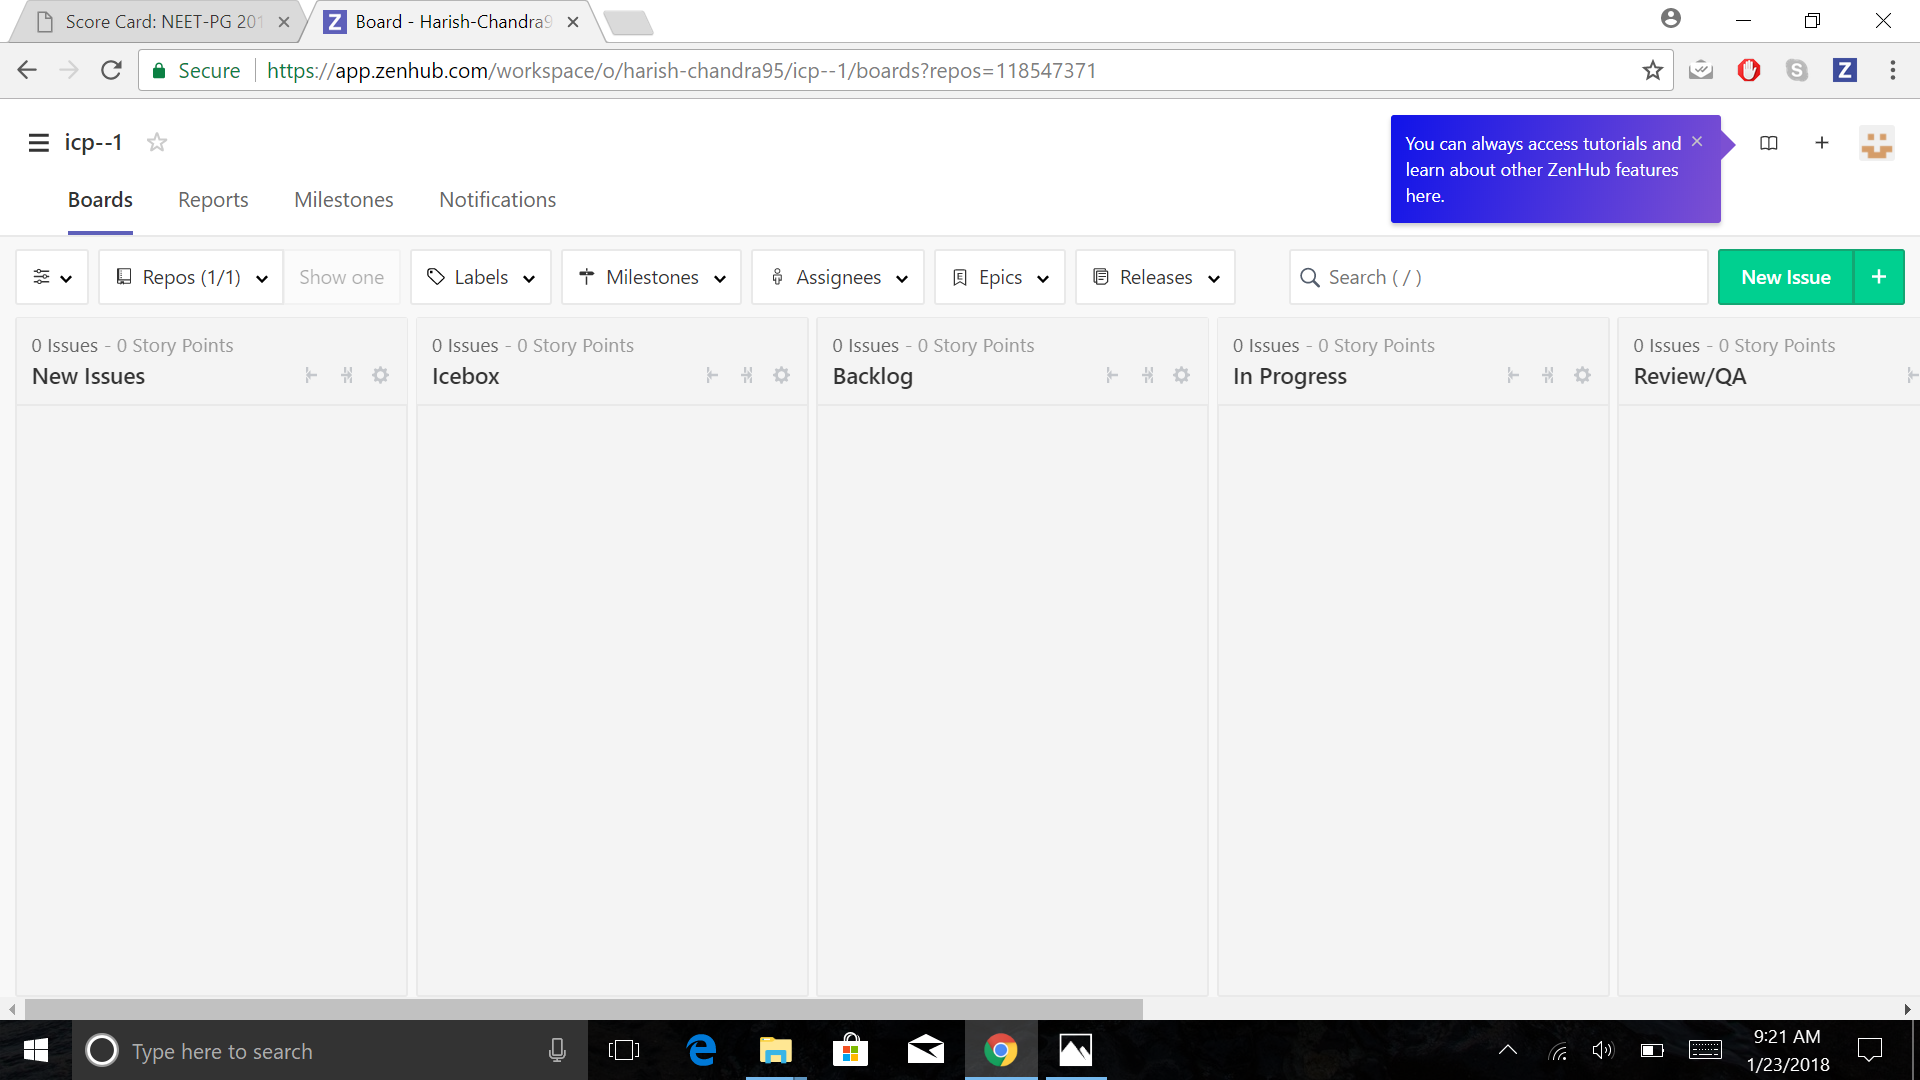 Score Card: NEET-PG 201
Board - Harish-Chandra9
Secure
https://app.zenhub.com/workspace/o/harish-chandra95/icp--1/boards?repos=118547371
icp--1
You can always access tutorials and
learn about other ZenHub features
here.
Boards
Reports
Milestones
Notifications
Repos (1/1)
Show one
Labels
Milestones
Assignees
Epics
Releases
Search ( / )
New Issue
+
0 Issues - 0 Story Points
New Issues
0 Issues - 0 Story Points
Icebox
0 Issues - 0 Story Points
Backlog
0 Issues - 0 Story Points
In Progress
0 Issues - 0 Story Points
Review/QA
Type here to search
9:21 AM
1/23/2018